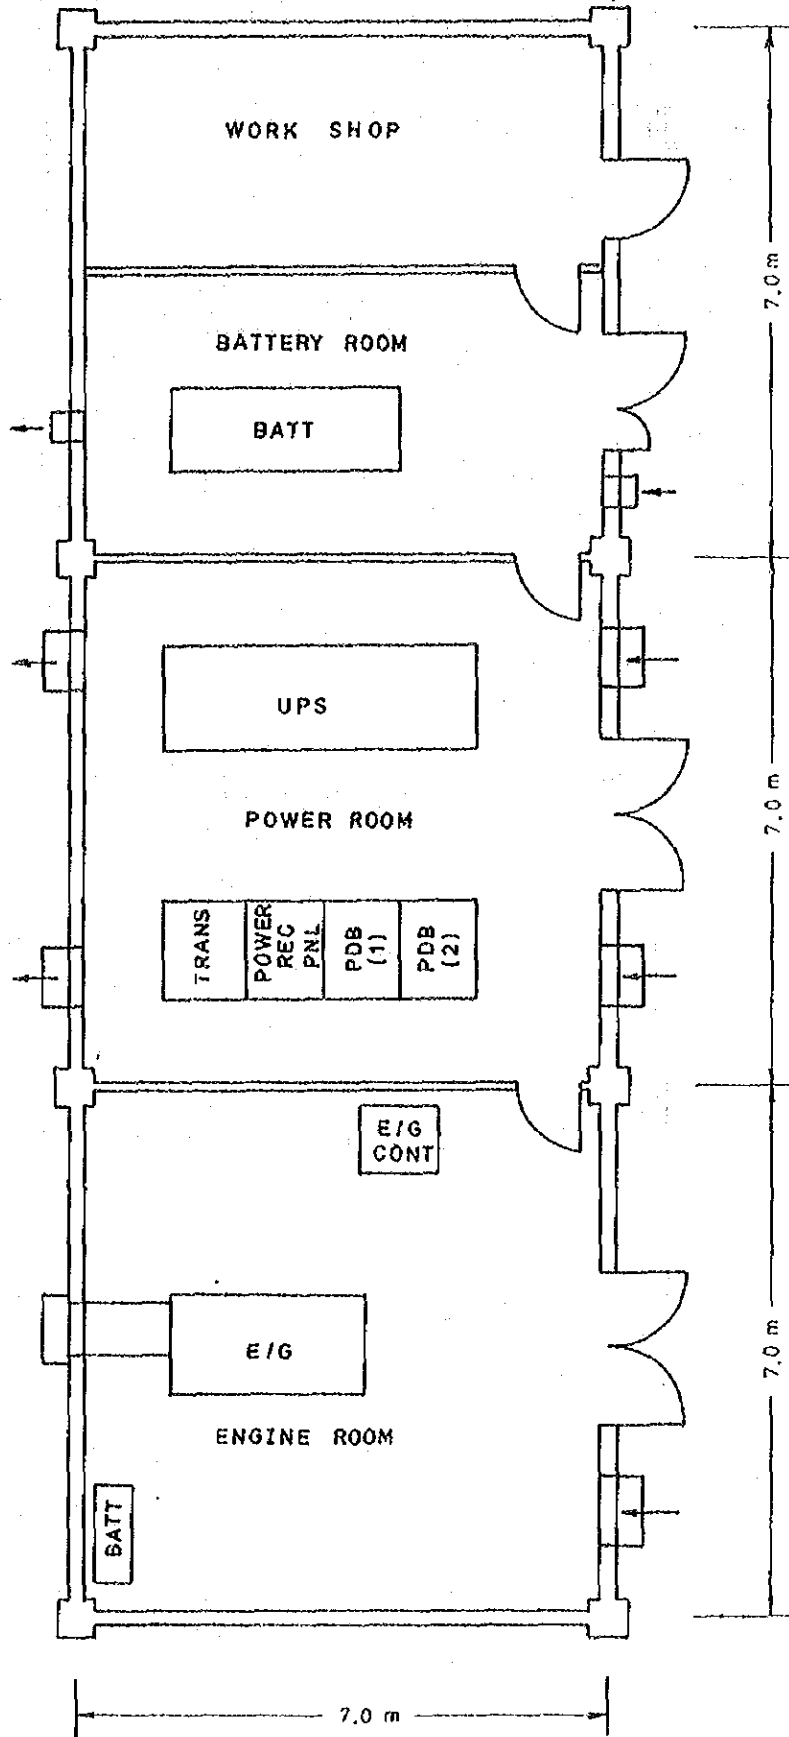 WORK SHOP
7.0 m
BATTERY ROOM
BATT
UPS
POWER ROOM
7.0 m
TRANS
POWER
REC
PNL
PDB
(1)
PDB
(2)
E/G
CONT
E/G
7.0 m
ENGINE ROOM
BATT
7.0 m